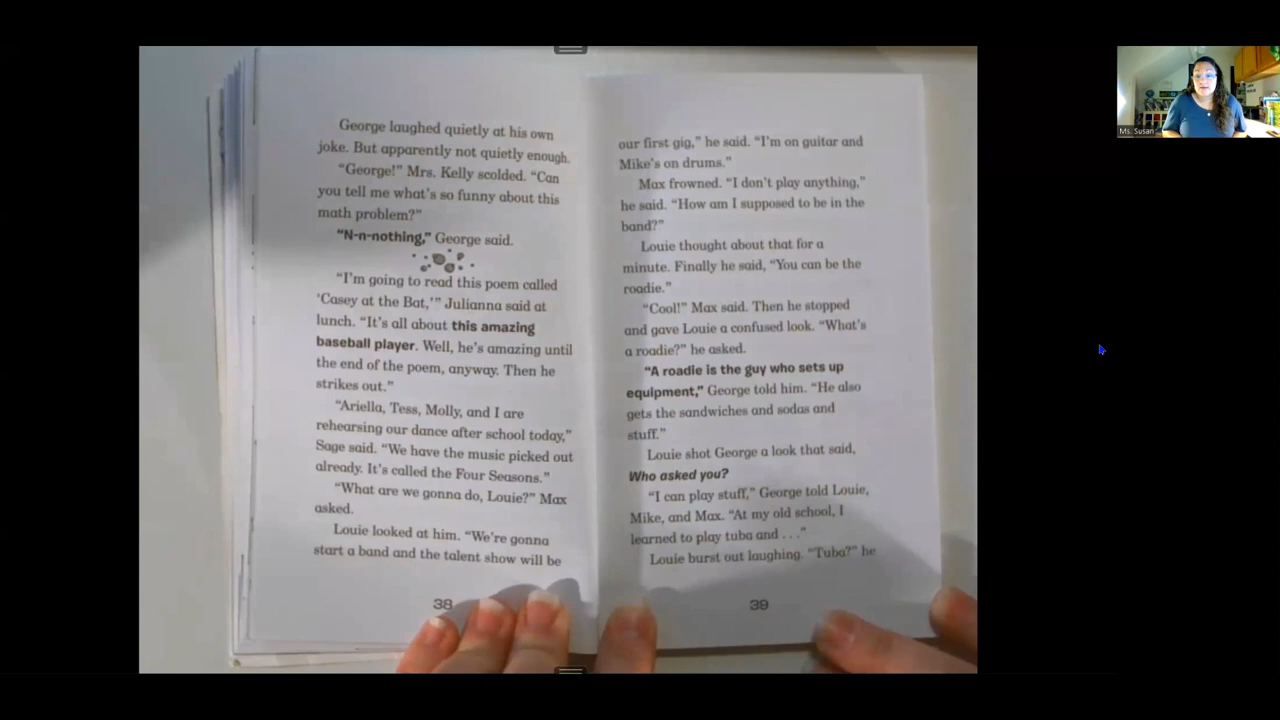 George laughed quietly at his own
joke. But apparently not quietly enough.
"George!" Mrs. Kelly scolded. "Can
you tell me what's so funny about this
math problem?"
"N-n-nothing," George said.
"I'm going to read this poem called
'Casey at the Bat,'" Julianna said at
lunch. "It's all about this amazing
baseball player. Well, he's amazing until
the end of the poem, anyway. Then he
strikes out."
"Ariella, Tess, Molly, and I are
rehearsing our dance after school today,"
Sage said. "We have the music picked out
already. It's called the Four Seasons."
"What are we gonna do, Louie?" Max
asked.
Louie looked at him. "We're gonna
start a band and the talent show will be
38
our first gig," he said. "I'm on guitar and
Mike's on drums."
Max frowned. "I don't play anything,"
he said. "How am I supposed to be in the
band?"
Louie thought about that for a
minute. Finally he said, "You can be the
roadie."
"Cool!" Max said. Then he stopped
and gave Louie a confused look. "What's
a roadie?" he asked.
"A roadie is the guy who sets up
equipment," George told him. "He also
gets the sandwiches and sodas and
stuff."
Louie shot George a look that said,
Who asked you?
"I can play stuff," George told Louie,
Mike, and Max. "At my old school, I
learned to play tuba and . . ."
Louie burst out laughing. "Tuba?" he
39
Ms. Susan